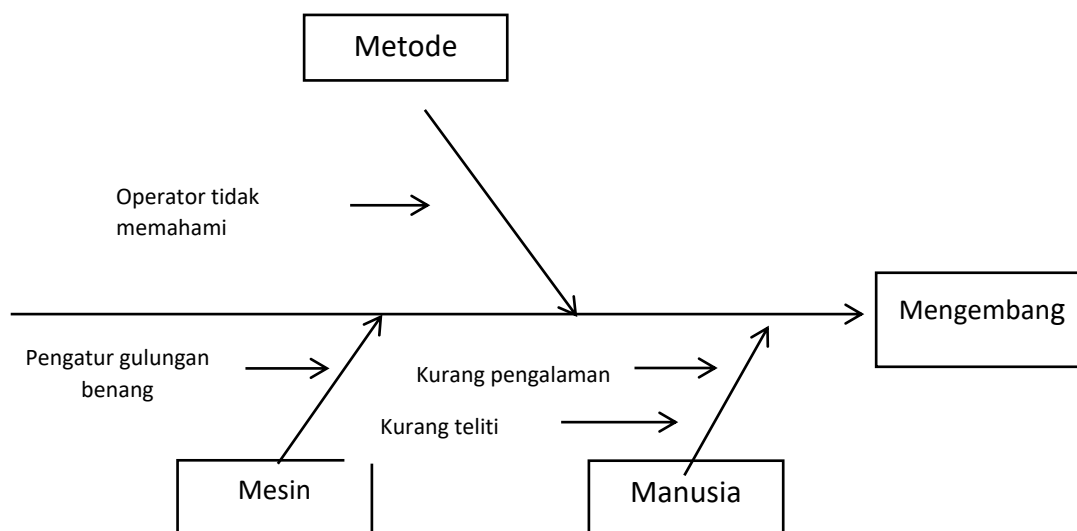 Metode
Operator tidak
memahami
Mengembang
Pengatur gulungan
benang
Kurang pengalaman
Kurang teliti
Mesin
Manusia